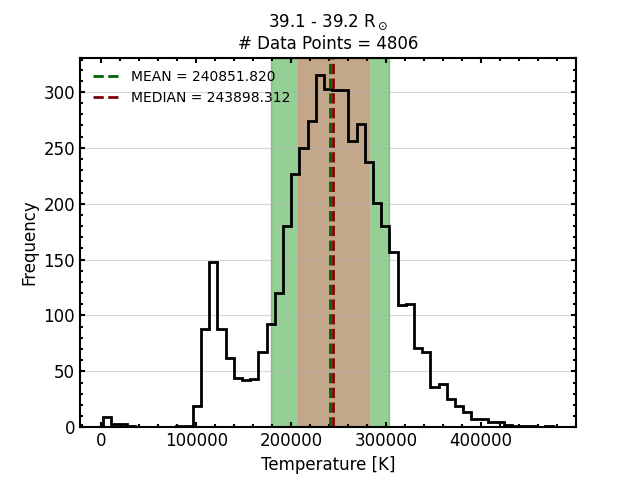 39.1 - 39.2 R⊙
# Data Points = 4806
MEAN = 240851.820
MEDIAN = 243898.312
Frequency
300
250
200
150
100
50
0
0 100000 200000 300000 400000
Temperature [K]